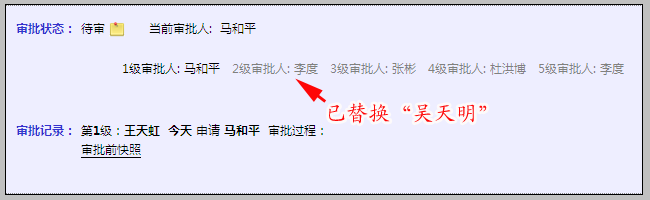 审批状态： 待审 当前审批人: 马和平
1级审批人: 马和平 2级审批人: 李度 3级审批人: 张彬 4级审批人: 杜洪博 5级审批人: 李度
已替换“吴天明”
审批记录： 第1级：王天虹 今天 申请 马和平 审批过程：
审批前快照